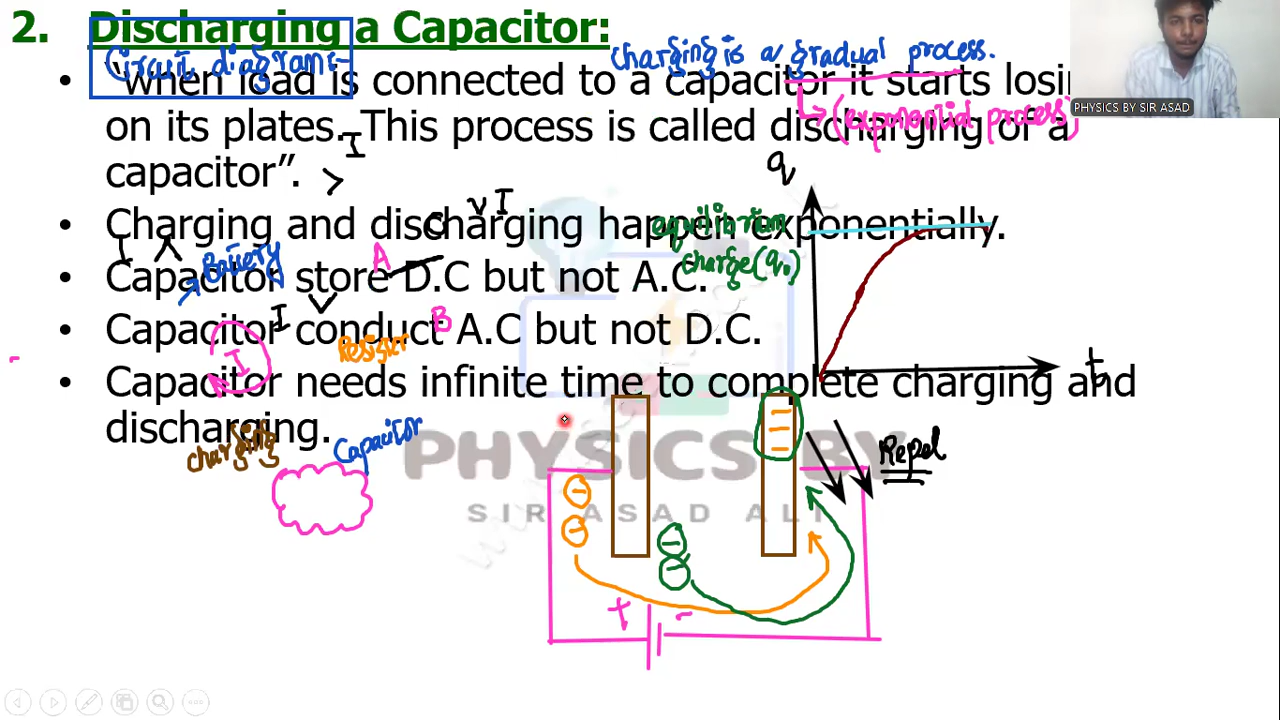 2. Discharging a Capacitor:
Circuit diagram:-
charging is a gradual process.
• “when load is connected to a capacitor it starts losi
(exponential process)
on its plates. This process is called discharging of a
capacitor”.
I
q
• Charging and discharging happen exponentially.
I
equilibrium
charge (q₀)
I
Battery
A
• Capacitor store D.C but not A.C.
I
B
• Capacitor conduct A.C but not D.C.
Resistor
I
t
• Capacitor needs infinite time to complete charging and
discharging.
charging
Capacitor
Repel
PHYSICS BY
SIR ASAD ALI
+ -
PHYSICS BY SIR ASAD